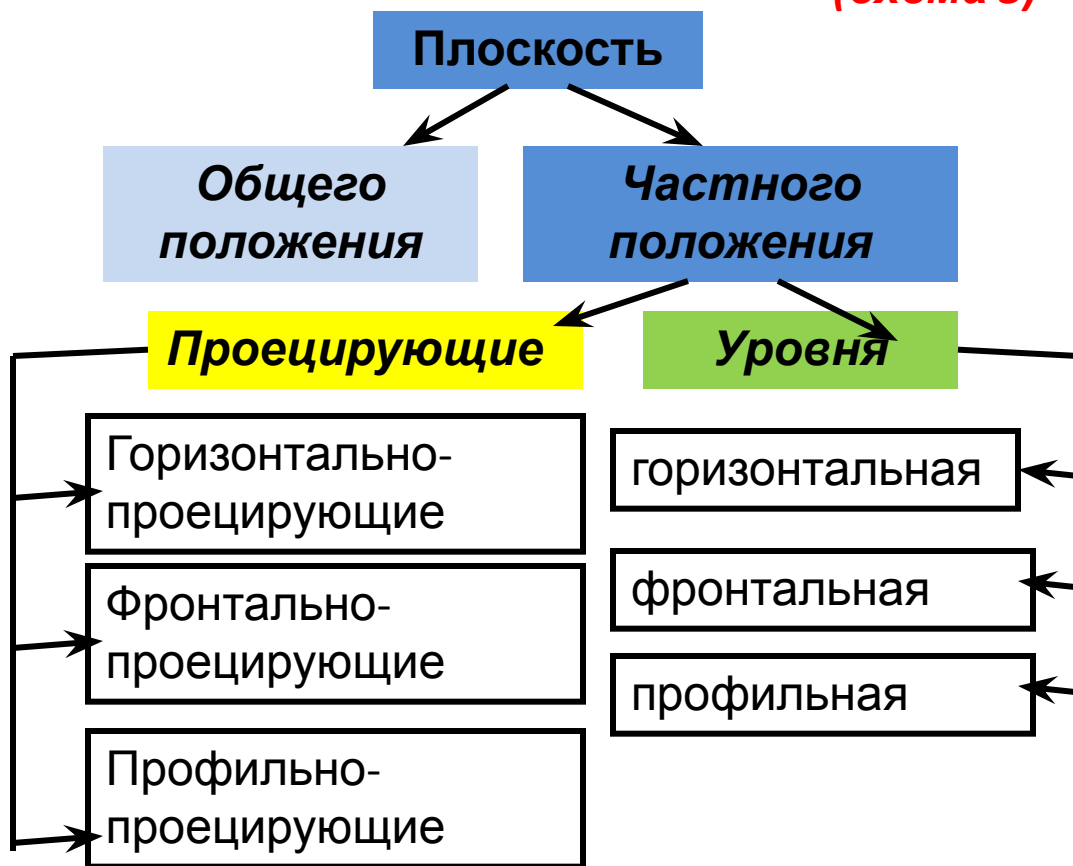 Плоскость
Общего
положения
Частного
положения
Проецирующие
Уровня
Горизонтально-
проецирующие
Фронтально-
проецирующие
Профильно-
проецирующие
горизонтальная
фронтальная
профильная